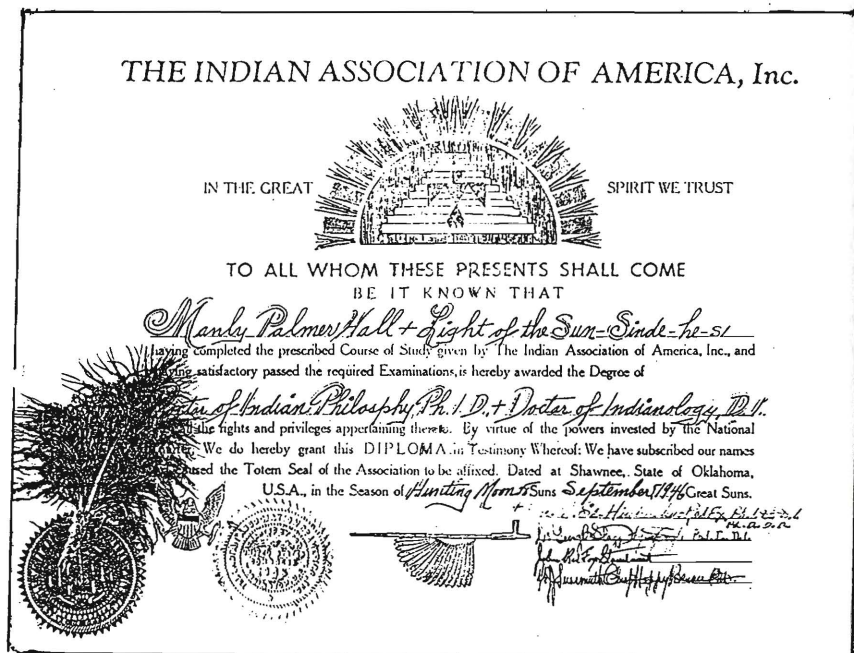 THE INDIAN ASSOCIATION OF AMERICA, Inc.
IN THE GREAT SPIRIT WE TRUST
TO ALL WHOM THESE PRESENTS SHALL COME
BE IT KNOWN THAT
Manly Palmer Hall + Light of the Sun=Sinde-he-si
having completed the prescribed Course of Study given by The Indian Association of America, Inc., and
satisfactory passed the required Examinations, is hereby awarded the Degree of
of Indian Philosphy, Ph. I. D. + Doctor of Indianology, D. I.
the rights and privileges appertaining thereto. By virtue of the powers invested by the National
We do hereby grant this DIPLOMA in Testimony Whereof: We have subscribed our names
the Totem Seal of the Association to be affixed. Dated at Shawnee, State of Oklahoma,
U.S.A., in the Season of Hunting Moon Suns September, 1946 Great Suns.